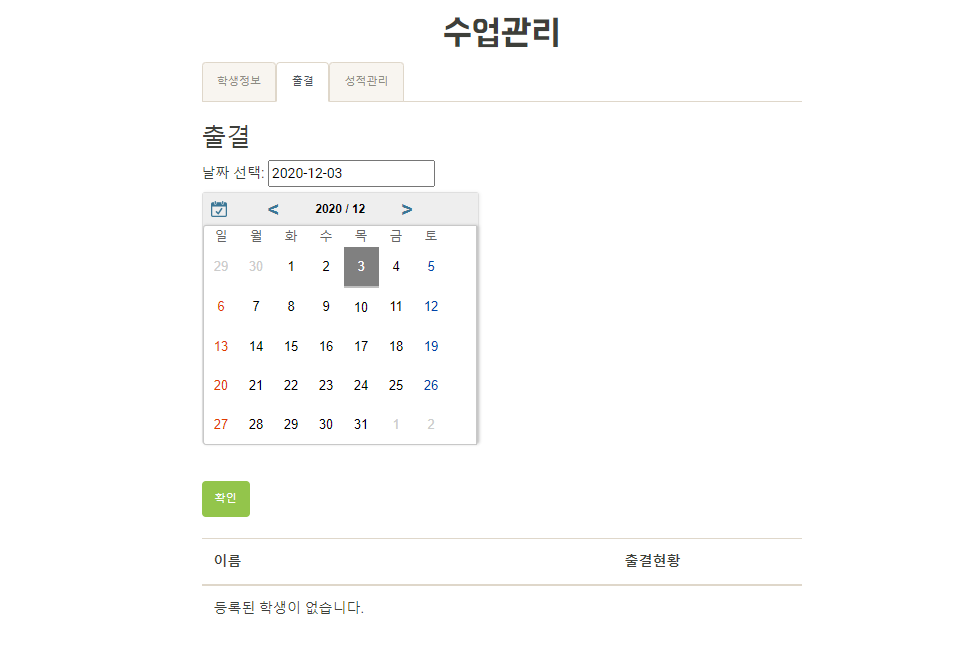 수업관리
학생정보 출결 성적관리
출결
날짜 선택: 2020-12-03
< 2020 / 12 >
일 월 화 수 목 금 토
29 30 1 2 3 4 5
6 7 8 9 10 11 12
13 14 15 16 17 18 19
20 21 22 23 24 25 26
27 28 29 30 31 1 2
확인
이름 출결현황
등록된 학생이 없습니다.